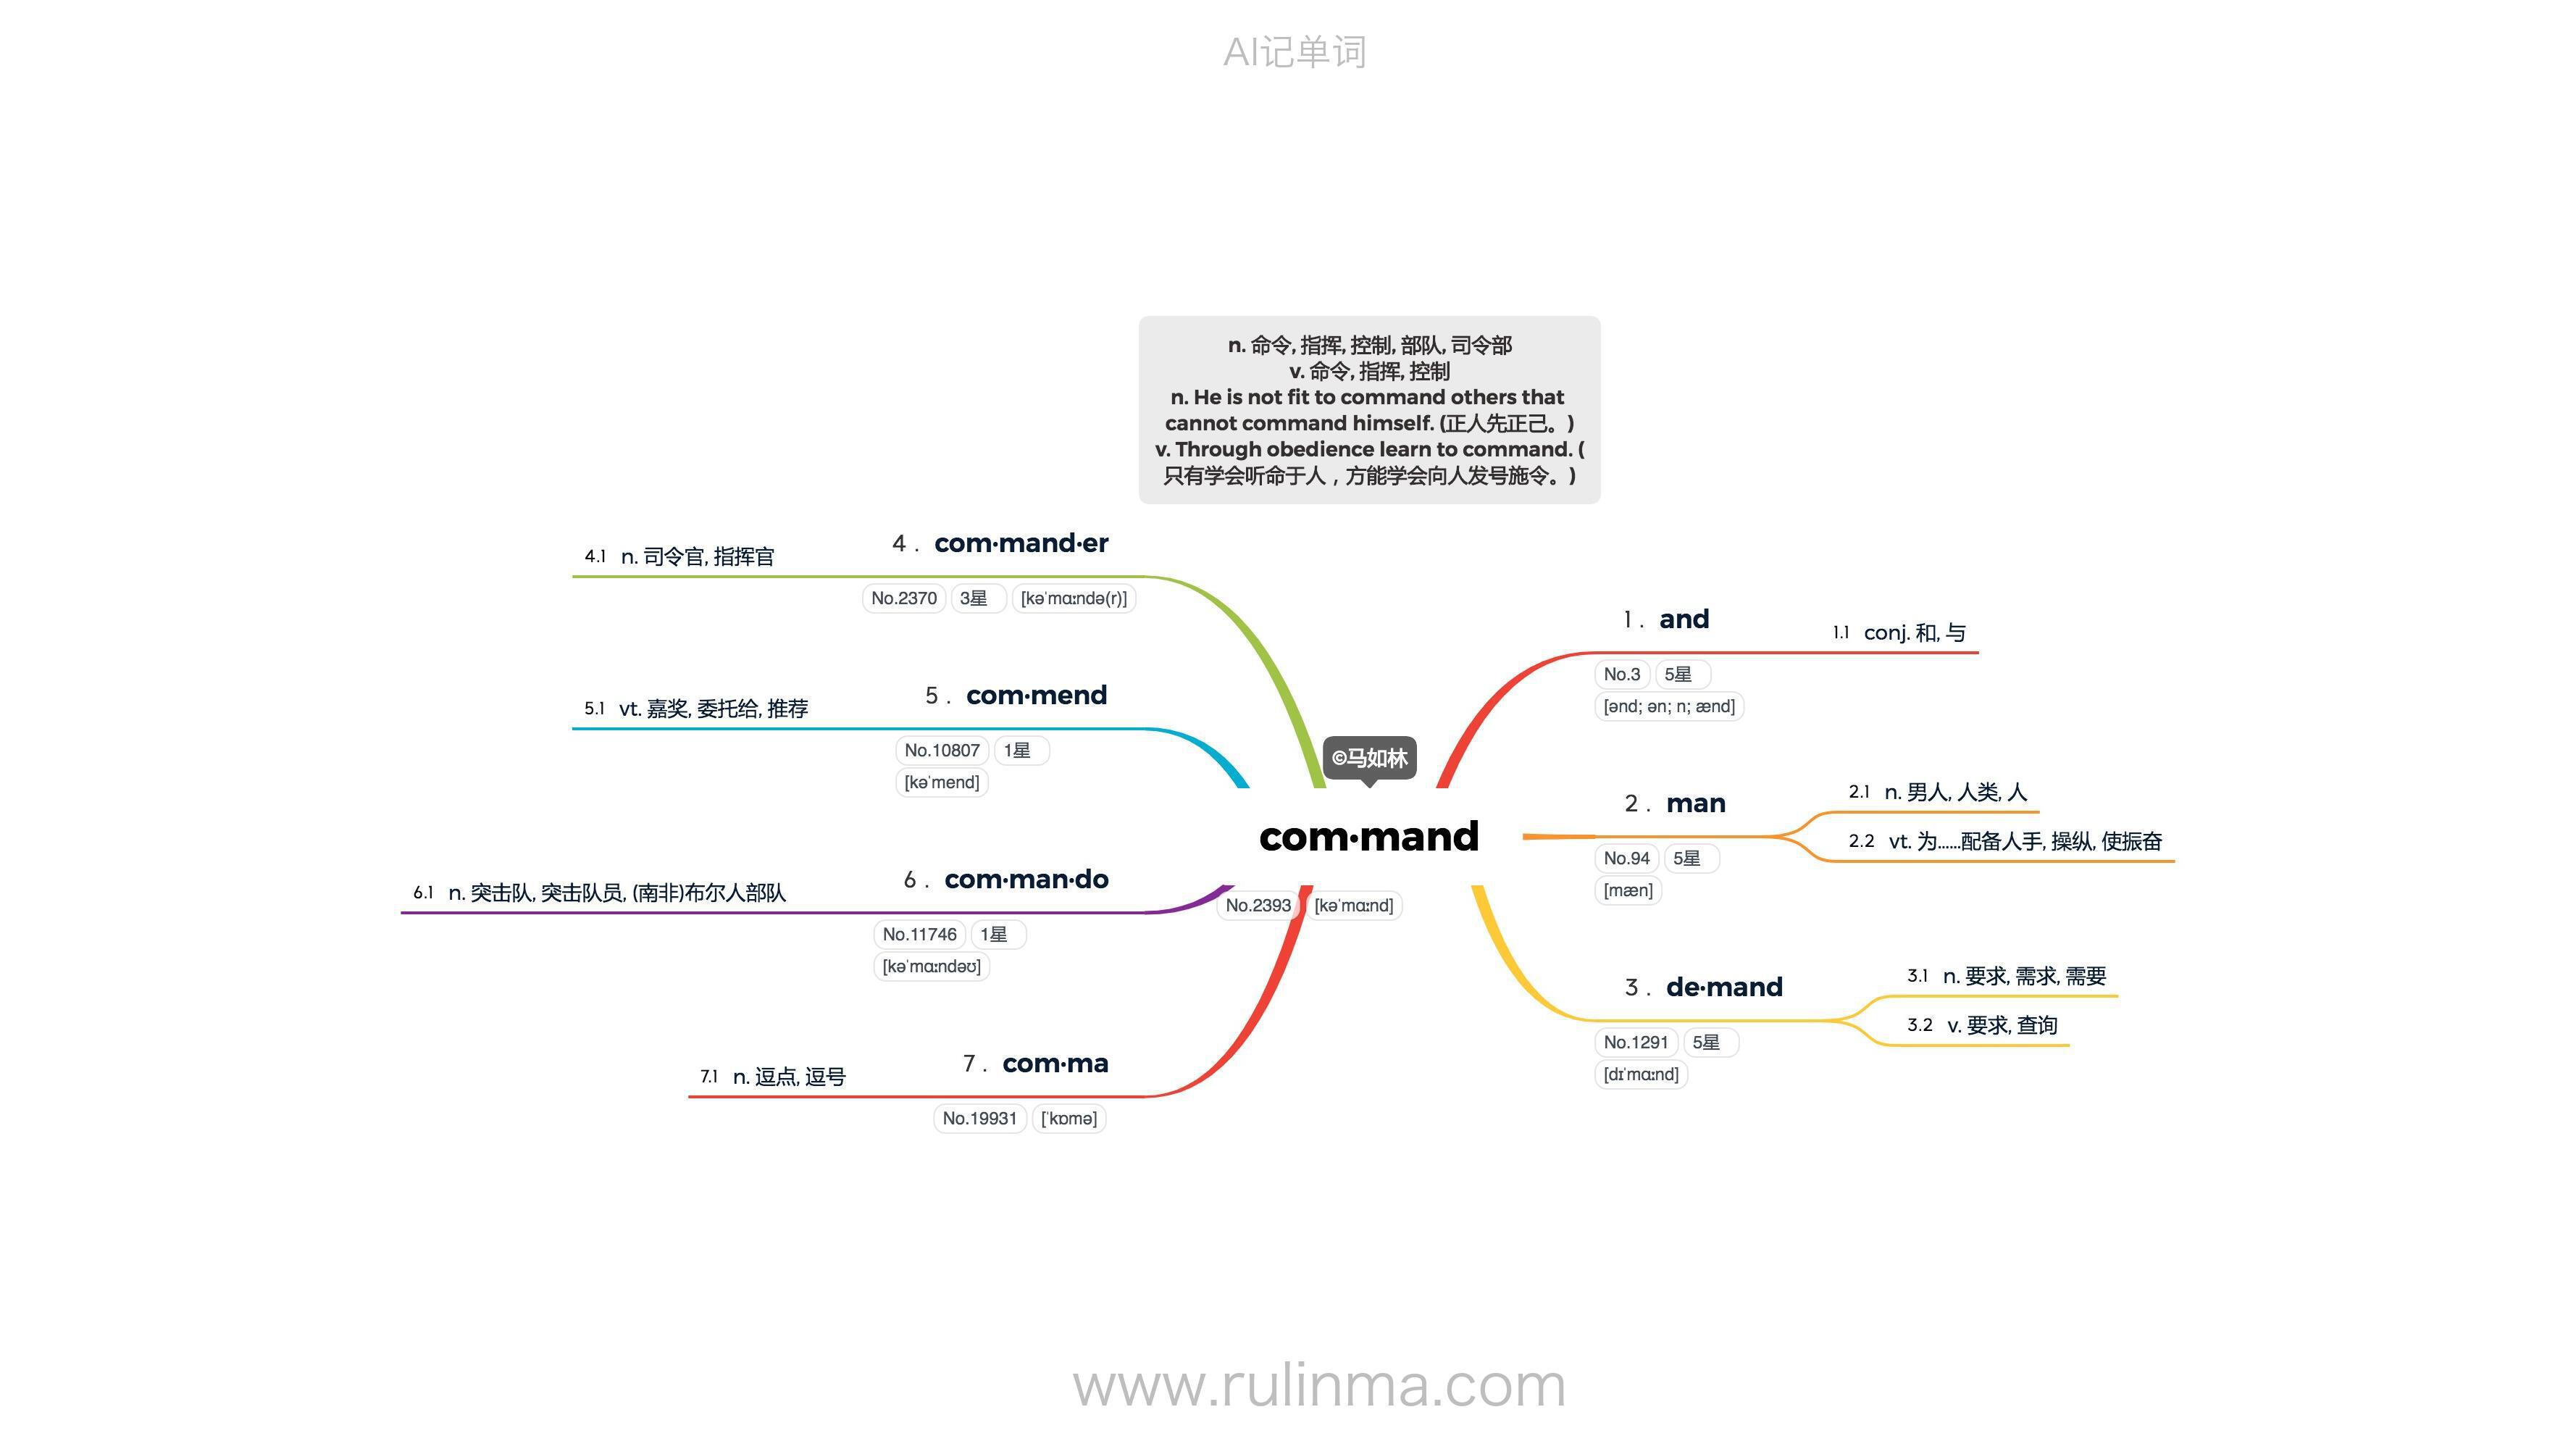 AI记单词
n. 命令, 指挥, 控制, 部队, 司令部
v. 命令, 指挥, 控制
n. He is not fit to command others that
cannot command himself. (正人先正己。)
v. Through obedience learn to command. (
只有学会听命于人，方能学会向人发号施令。)
©马如林
com·mand
No.2393 [kəˈmɑːnd]
1. and
No.3 5星
[ənd; ən; n; ænd]
1.1 conj. 和, 与
2. man
No.94 5星
[mæn]
2.1 n. 男人, 人类, 人
2.2 vt. 为……配备人手, 操纵, 使振奋
3. de·mand
No.1291 5星
[dɪˈmɑːnd]
3.1 n. 要求, 需求, 需要
3.2 v. 要求, 查询
4. com·mand·er
No.2370 3星 [kəˈmɑːndə(r)]
4.1 n. 司令官, 指挥官
5. com·mend
No.10807 1星
[kəˈmend]
5.1 vt. 嘉奖, 委托给, 推荐
6. com·man·do
No.11746 1星
[kəˈmɑːndəʊ]
6.1 n. 突击队, 突击队员, (南非)布尔人部队
7. com·ma
No.19931 [ˈkɒmə]
7.1 n. 逗点, 逗号
www.rulinma.com